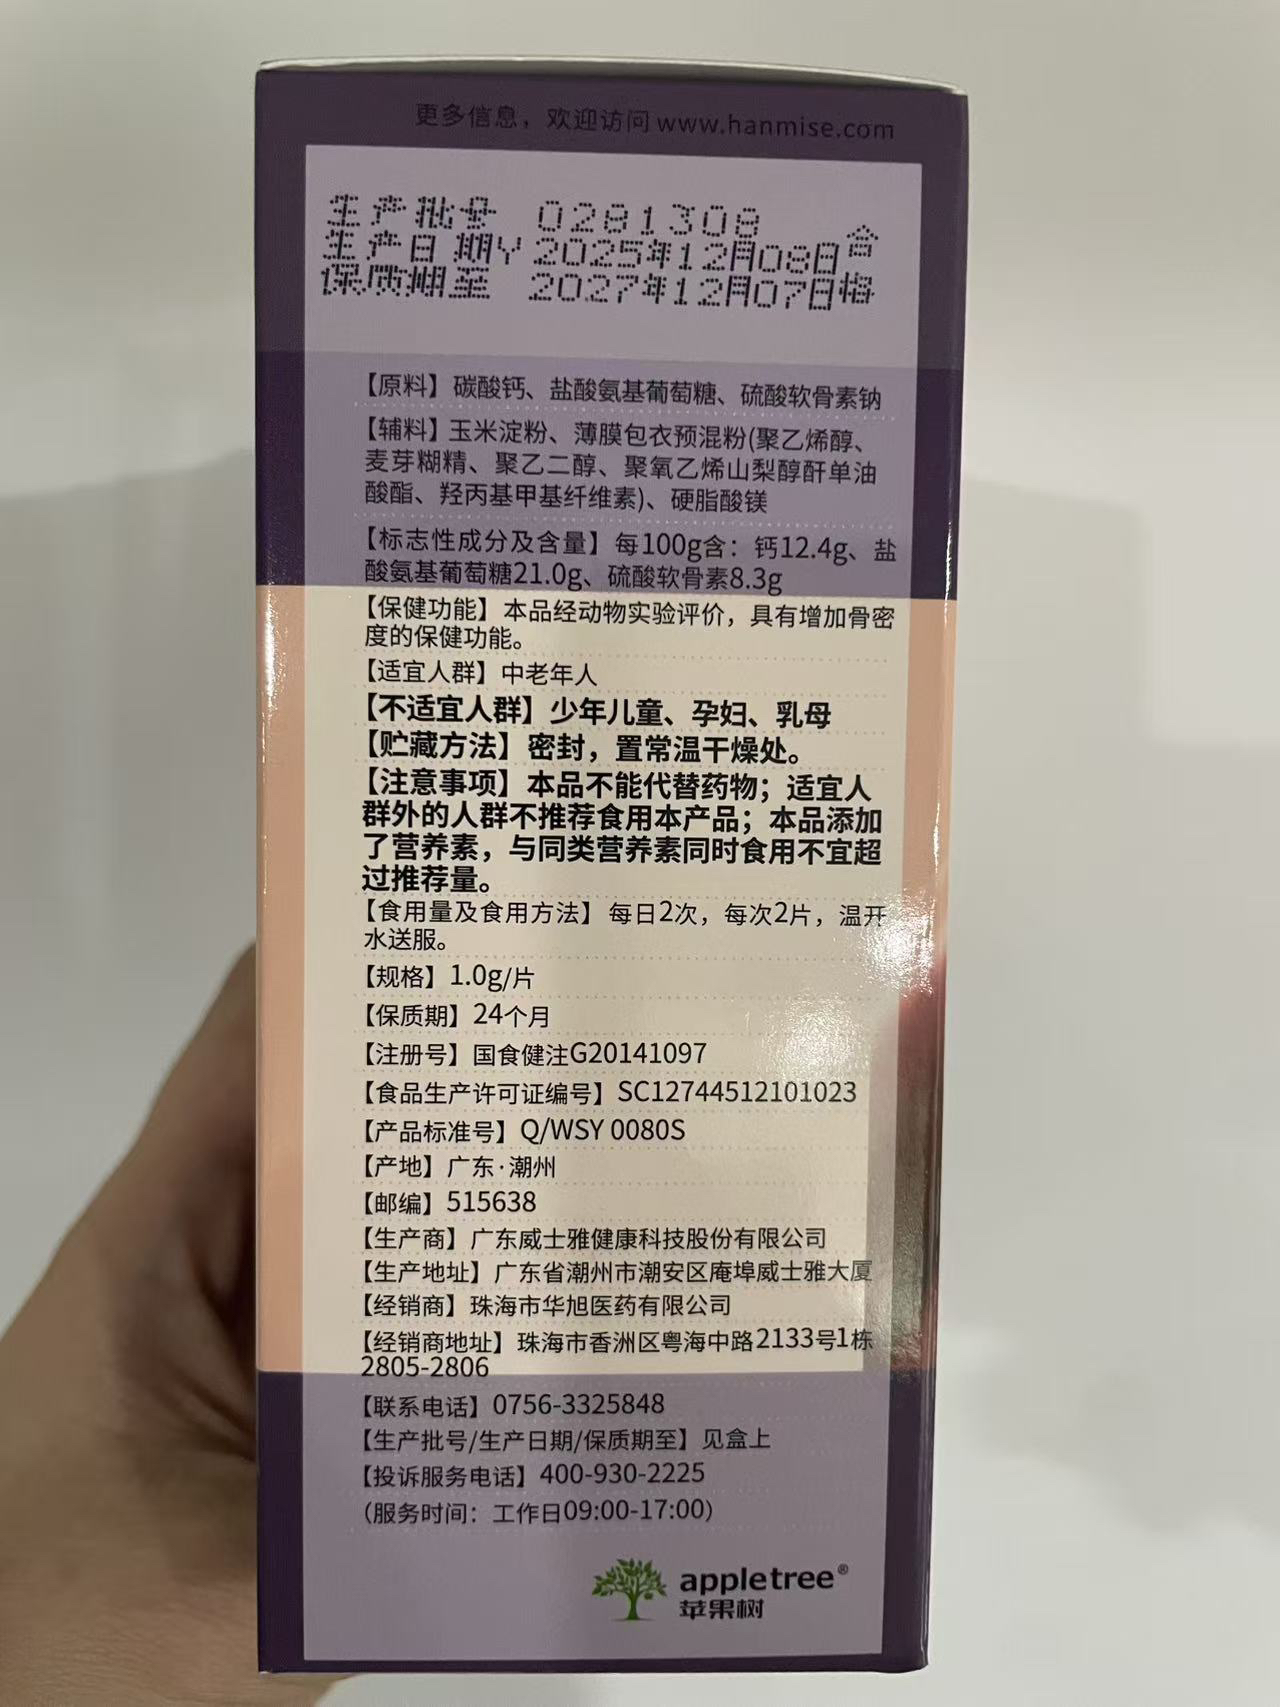 更多信息，欢迎访问 www.hanmise.com
生产批号 0281308 合
生产日期Y 2025年12月08日
保质期至 2027年12月07日 格
【原料】碳酸钙、盐酸氨基葡萄糖、硫酸软骨素钠
【辅料】玉米淀粉、薄膜包衣预混粉(聚乙烯醇、
麦芽糊精、聚乙二醇、聚氧乙烯山梨醇酐单油
酸酯、羟丙基甲基纤维素)、硬脂酸镁
【标志性成分及含量】每100g含：钙12.4g、盐
酸氨基葡萄糖21.0g、硫酸软骨素8.3g
【保健功能】本品经动物实验评价，具有增加骨密
度的保健功能。
【适宜人群】中老年人
【不适宜人群】少年儿童、孕妇、乳母
【贮藏方法】密封，置常温干燥处。
【注意事项】本品不能代替药物；适宜人
群外的人群不推荐食用本产品；本品添加
了营养素，与同类营养素同时食用不宜超
过推荐量。
【食用量及食用方法】每日2次，每次2片，温开
水送服。
【规格】1.0g/片
【保质期】24个月
【注册号】国食健注G20141097
【食品生产许可证编号】SC12744512101023
【产品标准号】Q/WSY 0080S
【产地】广东·潮州
【邮编】515638
【生产商】广东威士雅健康科技股份有限公司
【生产地址】广东省潮州市潮安区庵埠威士雅大厦
【经销商】珠海市华旭医药有限公司
【经销商地址】珠海市香洲区粤海中路2133号1栋
2805-2806
【联系电话】0756-3325848
【生产批号/生产日期/保质期至】见盒上
【投诉服务电话】400-930-2225
（服务时间：工作日09:00-17:00）
appletree®
苹果树